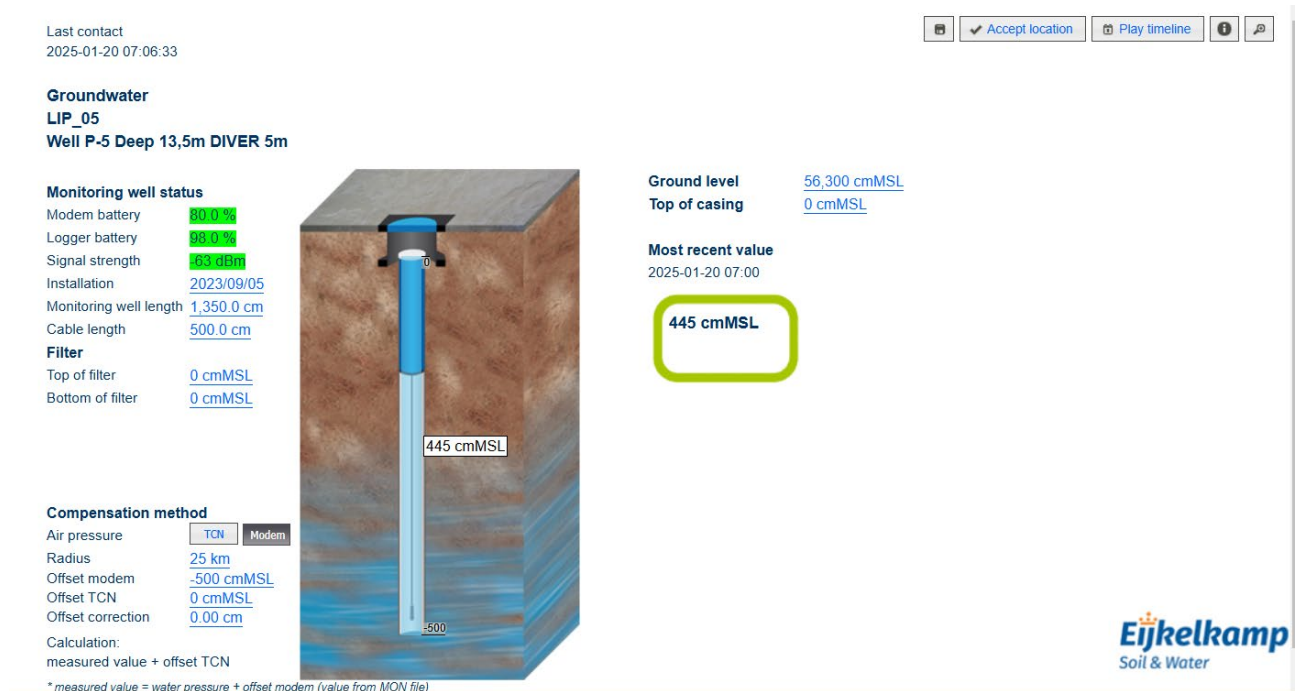 Last contact
2025-01-20 07:06:33
Accept location
Play timeline
Groundwater
LIP_05
Well P-5 Deep 13,5m DIVER 5m
Monitoring well status
Modem battery 80.0 %
Logger battery 98.0 %
Signal strength -63 dBm
Installation 2023/09/05
Monitoring well length 1,350.0 cm
Cable length 500.0 cm
Filter
Top of filter 0 cmMSL
Bottom of filter 0 cmMSL
Compensation method
Air pressure TCN Modem
Radius 25 km
Offset modem -500 cmMSL
Offset TCN 0 cmMSL
Offset correction 0.00 cm
Calculation:
measured value + offset TCN
* measured value = water pressure + offset modem (value from MON file)
0
445 cmMSL
-500
Ground level 56,300 cmMSL
Top of casing 0 cmMSL
Most recent value
2025-01-20 07:00
445 cmMSL
Eijkelkamp
Soil & Water